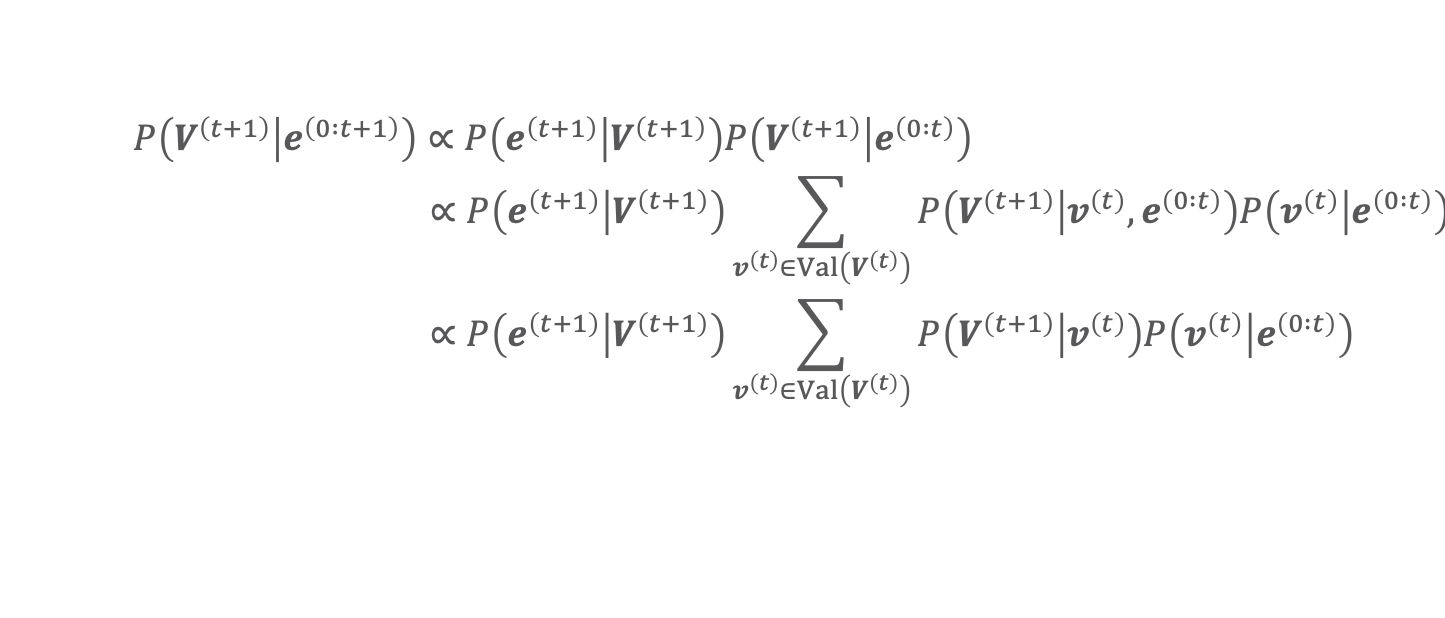 P(𝑽^(t+1)|𝒆^(0:t+1)) ∝ P(𝒆^(t+1)|𝑽^(t+1))P(𝑽^(t+1)|𝒆^(0:t))
∝ P(𝒆^(t+1)|𝑽^(t+1)) ∑_{𝒗^(t)∈Val(𝑽^(t))} P(𝑽^(t+1)|𝒗^(t),𝒆^(0:t))P(𝒗^(t)|𝒆^(0:t))
∝ P(𝒆^(t+1)|𝑽^(t+1)) ∑_{𝒗^(t)∈Val(𝑽^(t))} P(𝑽^(t+1)|𝒗^(t))P(𝒗^(t)|𝒆^(0:t))